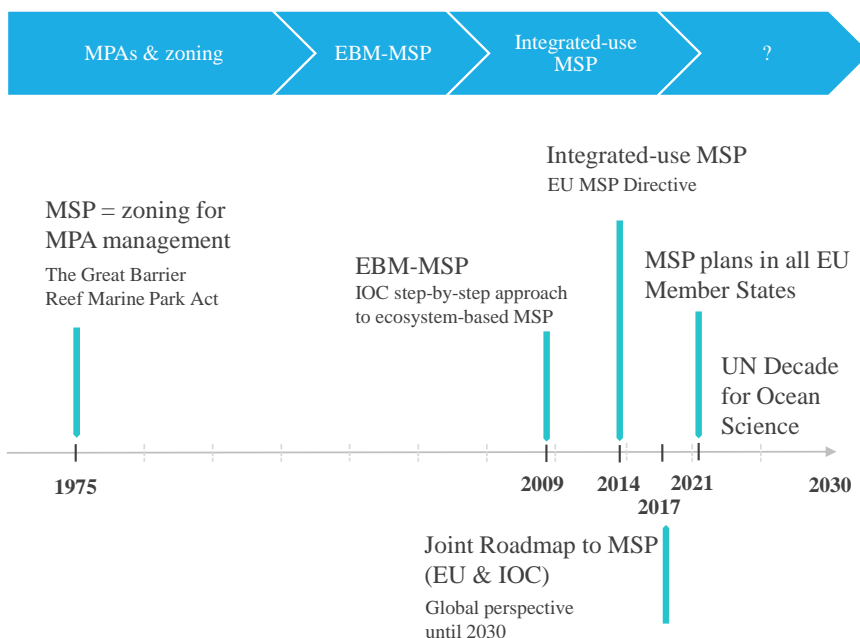 MPAs & zoning
EBM-MSP
Integrated-use
MSP
?
Integrated-use MSP
EU MSP Directive
MSP = zoning for
MPA management
The Great Barrier
Reef Marine Park Act
EBM-MSP
IOC step-by-step approach
to ecosystem-based MSP
MSP plans in all EU
Member States
UN Decade
for Ocean
Science
1975
2009
2014
2017
2021
2030
Joint Roadmap to MSP
(EU & IOC)
Global perspective
until 2030